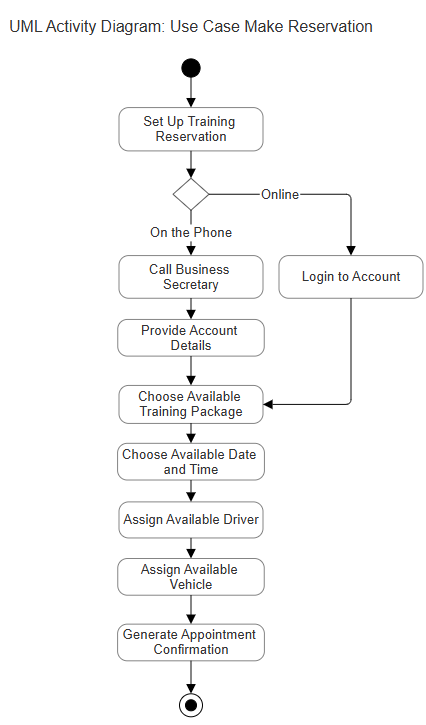 UML Activity Diagram: Use Case Make Reservation
Set Up Training
Reservation
Online
On the Phone
Call Business
Secretary
Login to Account
Provide Account
Details
Choose Available
Training Package
Choose Available Date
and Time
Assign Available Driver
Assign Available
Vehicle
Generate Appointment
Confirmation